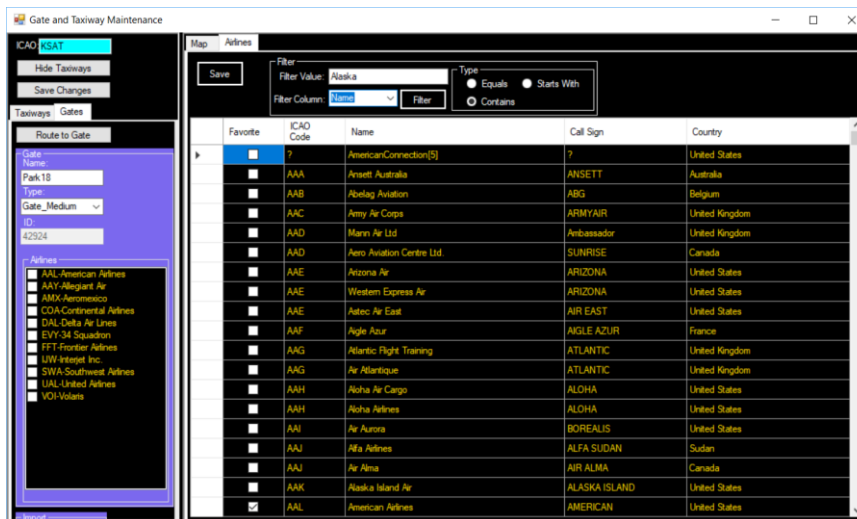 Gate and Taxiway Maintenance
ICAO: KSAT
Hide Taxiways
Save Changes
Taxiways Gates
Route to Gate
Gate
Name:
Park18
Type:
Gate_Medium
ID:
42924
Airlines
AAL-American Airlines
AAY-Allegiant Air
AMX-Aeromexico
COA-Continental Airlines
DAL-Delta Air Lines
EVY-34 Squadron
FFT-Frontier Airlines
IJW-Interjet Inc.
SWA-Southwest Airlines
UAL-United Airlines
VOI-Volaris
Import
Map Airlines
Save
Filter
Filter Value: Alaska
Filter Column: Name Filter
Type
Equals Starts With
Contains
Favorite ICAO Code Name Call Sign Country
? AmericanConnection[5] ? United States
AAA Ansett Australia ANSETT Australia
AAB Abelag Aviation ABG Belgium
AAC Army Air Corps ARMYAIR United Kingdom
AAD Mann Air Ltd Ambassador United Kingdom
AAD Aero Aviation Centre Ltd. SUNRISE Canada
AAE Arizona Air ARIZONA United States
AAE Western Express Air ARIZONA United States
AAE Astec Air East AIR EAST United States
AAF Aigle Azur AIGLE AZUR France
AAG Atlantic Flight Training ATLANTIC United Kingdom
AAG Air Atlantique ATLANTIC United Kingdom
AAH Aloha Air Cargo ALOHA United States
AAH Aloha Airlines ALOHA United States
AAI Air Aurora BOREALIS United States
AAJ Alfa Airlines ALFA SUDAN Sudan
AAJ Air Alma AIR ALMA Canada
AAK Alaska Island Air ALASKA ISLAND United States
AAL American Airlines AMERICAN United States